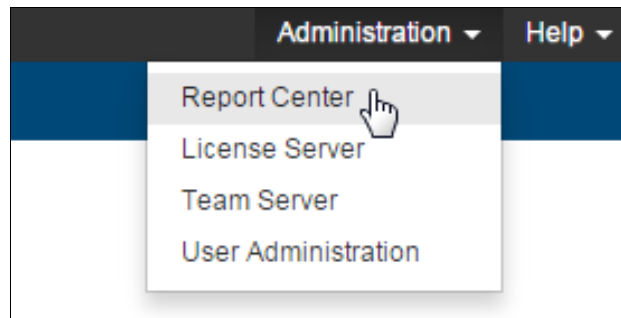 Administration Help
Report Center
License Server
Team Server
User Administration